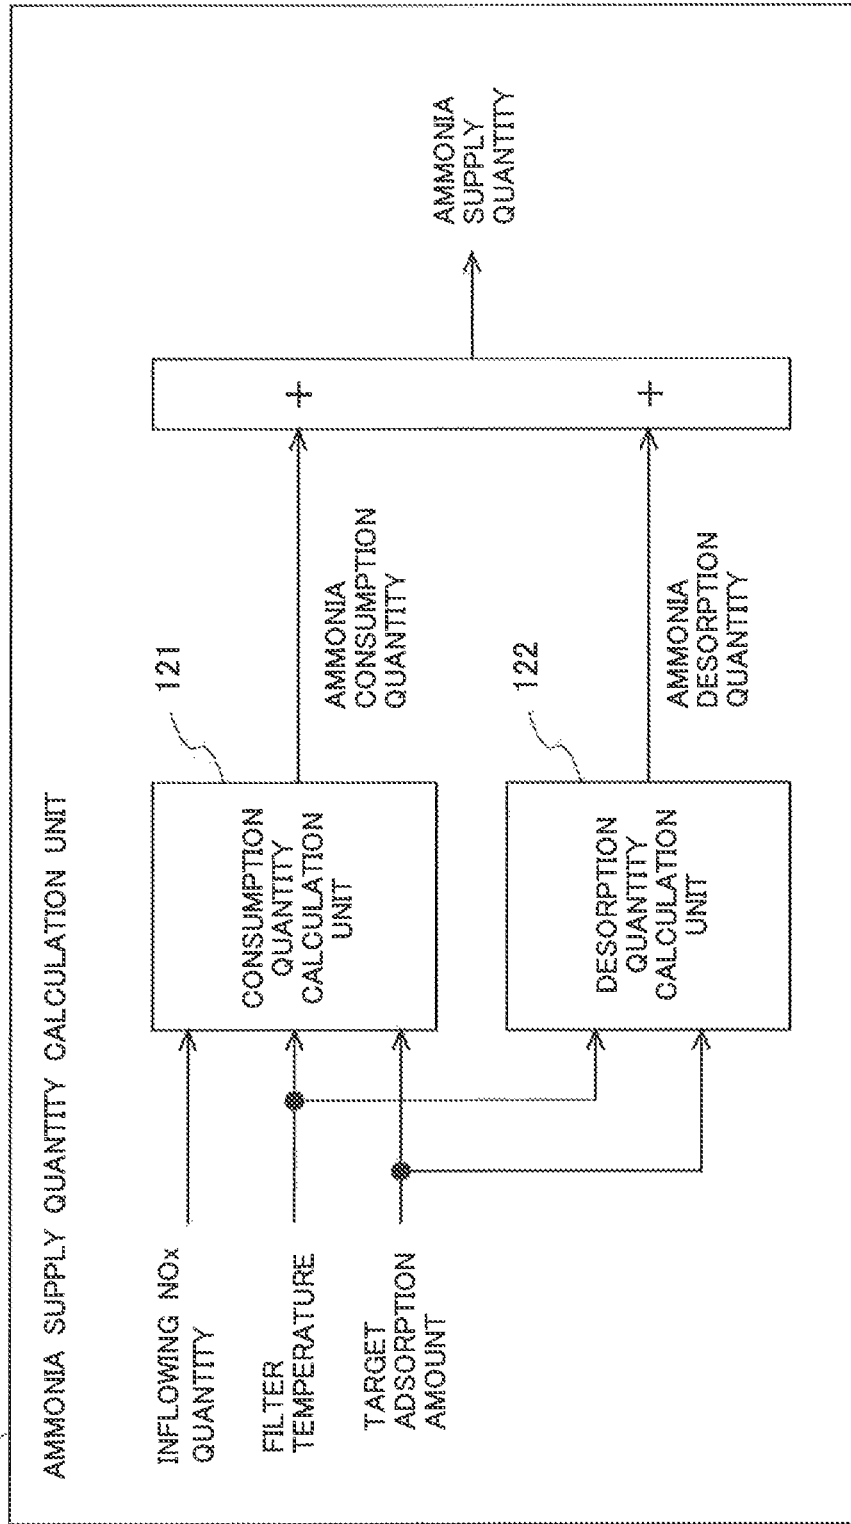 AMMONIA SUPPLY QUANTITY CALCULATION UNIT
INFLOWING NOx
QUANTITY
FILTER
TEMPERATURE
TARGET
ADSORPTION
AMOUNT
CONSUMPTION
QUANTITY
CALCULATION
UNIT
121
AMMONIA
CONSUMPTION
QUANTITY
DESORPTION
QUANTITY
CALCULATION
UNIT
122
AMMONIA
DESORPTION
QUANTITY
+
+
AMMONIA
SUPPLY
QUANTITY